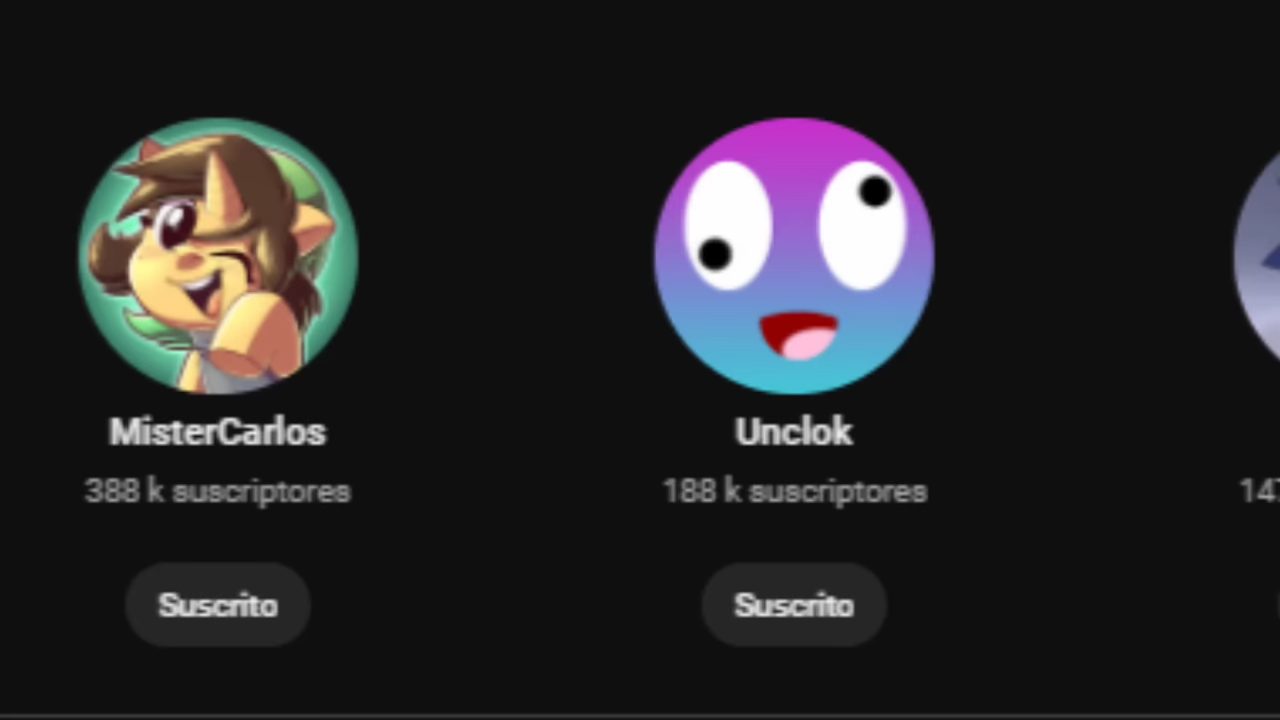 MisterCarlos
388 k suscriptores
Suscrito
Unclok
188 k suscriptores
Suscrito